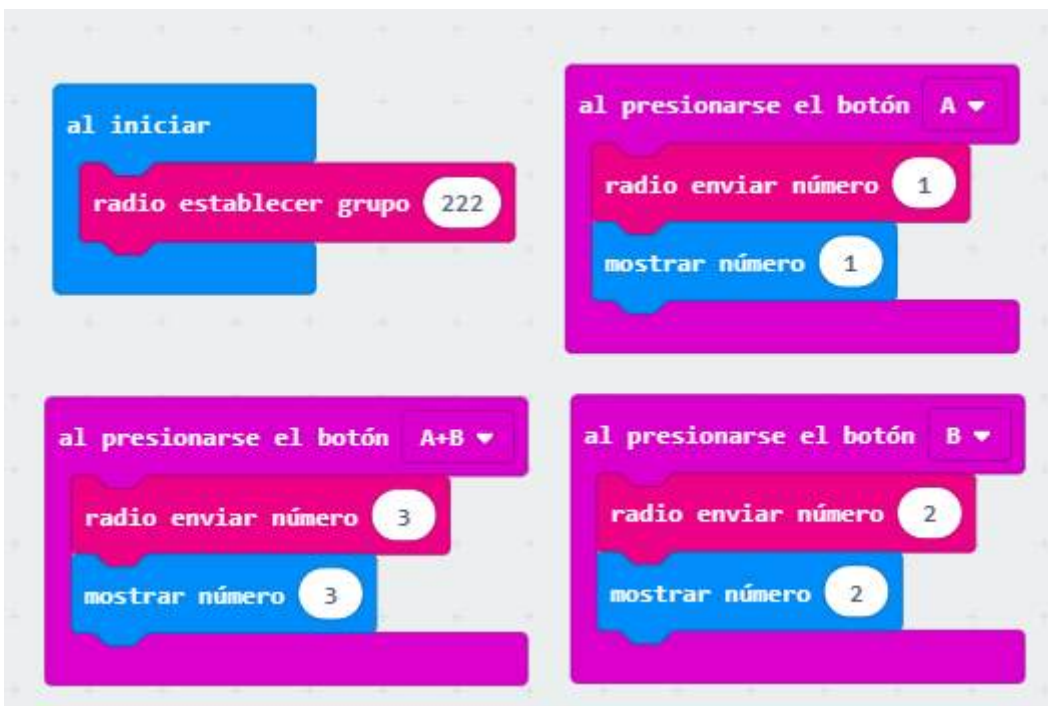 al iniciar
radio establecer grupo 222
al presionarse el botón A
radio enviar número 1
mostrar número 1
al presionarse el botón A+B
radio enviar número 3
mostrar número 3
al presionarse el botón B
radio enviar número 2
mostrar número 2